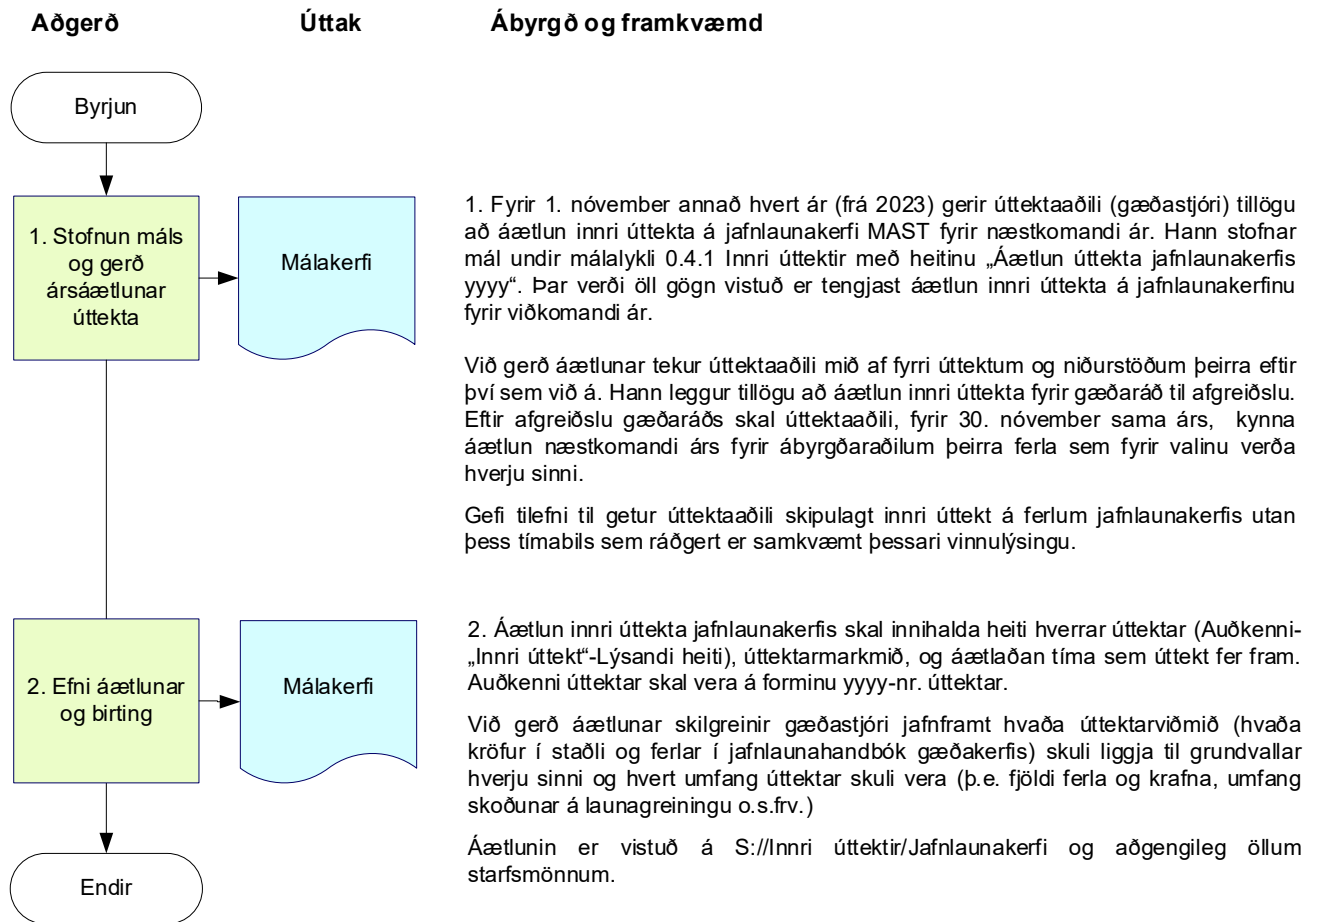 Aðgerð
Úttak
Ábyrgð og framkvæmd
Byrjun
1. Stofnun máls
og gerð
ársáætlunar
úttekta
Málakerfi
1. Fyrir 1. nóvember annað hvert ár (frá 2023) gerir úttektaaðili (gæðastjóri) tillögu
að áætlun innri úttekta á jafnlaunakerfi MAST fyrir næstkomandi ár. Hann stofnar
mál undir málalykli 0.4.1 Innri úttektir með heitinu „Áætlun úttekta jafnlaunakerfis
yyyy“. Þar verði öll gögn vistuð er tengjast áætlun innri úttekta á jafnlaunakerfinu
fyrir viðkomandi ár.
Við gerð áætlunar tekur úttektaaðili mið af fyrri úttektum og niðurstöðum þeirra eftir
því sem við á. Hann leggur tillögu að áætlun innri úttekta fyrir gæðaráð til afgreiðslu.
Eftir afgreiðslu gæðaráðs skal úttektaaðili, fyrir 30. nóvember sama árs, kynna
áætlun næstkomandi árs fyrir ábyrgðaraðilum þeirra ferla sem fyrir valinu verða
hverju sinni.
Gefi tilefni til getur úttektaaðili skipulagt innri úttekt á ferlum jafnlaunakerfis utan
þess tímabils sem ráðgert er samkvæmt þessari vinnulýsingu.
2. Efni áætlunar
og birting
Málakerfi
2. Áætlun innri úttekta jafnlaunakerfis skal innihalda heiti hverrar úttektar (Auðkenni-
„Innri úttekt“-Lýsandi heiti), úttektarmarkmið, og áætlaðan tíma sem úttekt fer fram.
Auðkenni úttektar skal vera á forminu yyyy-nr. úttektar.
Við gerð áætlunar skilgreinir gæðastjóri jafnframt hvaða úttektarviðmið (hvaða
kröfur í staðli og ferlar í jafnlaunahandbók gæðakerfis) skuli liggja til grundvallar
hverju sinni og hvert umfang úttektar skuli vera (þ.e. fjöldi ferla og krafna, umfang
skoðunar á launagreiningu o.s.frv.)
Áætlunin er vistuð á S://Innri úttektir/Jafnlaunakerfi og aðgengileg öllum
starfsmönnum.
Endir